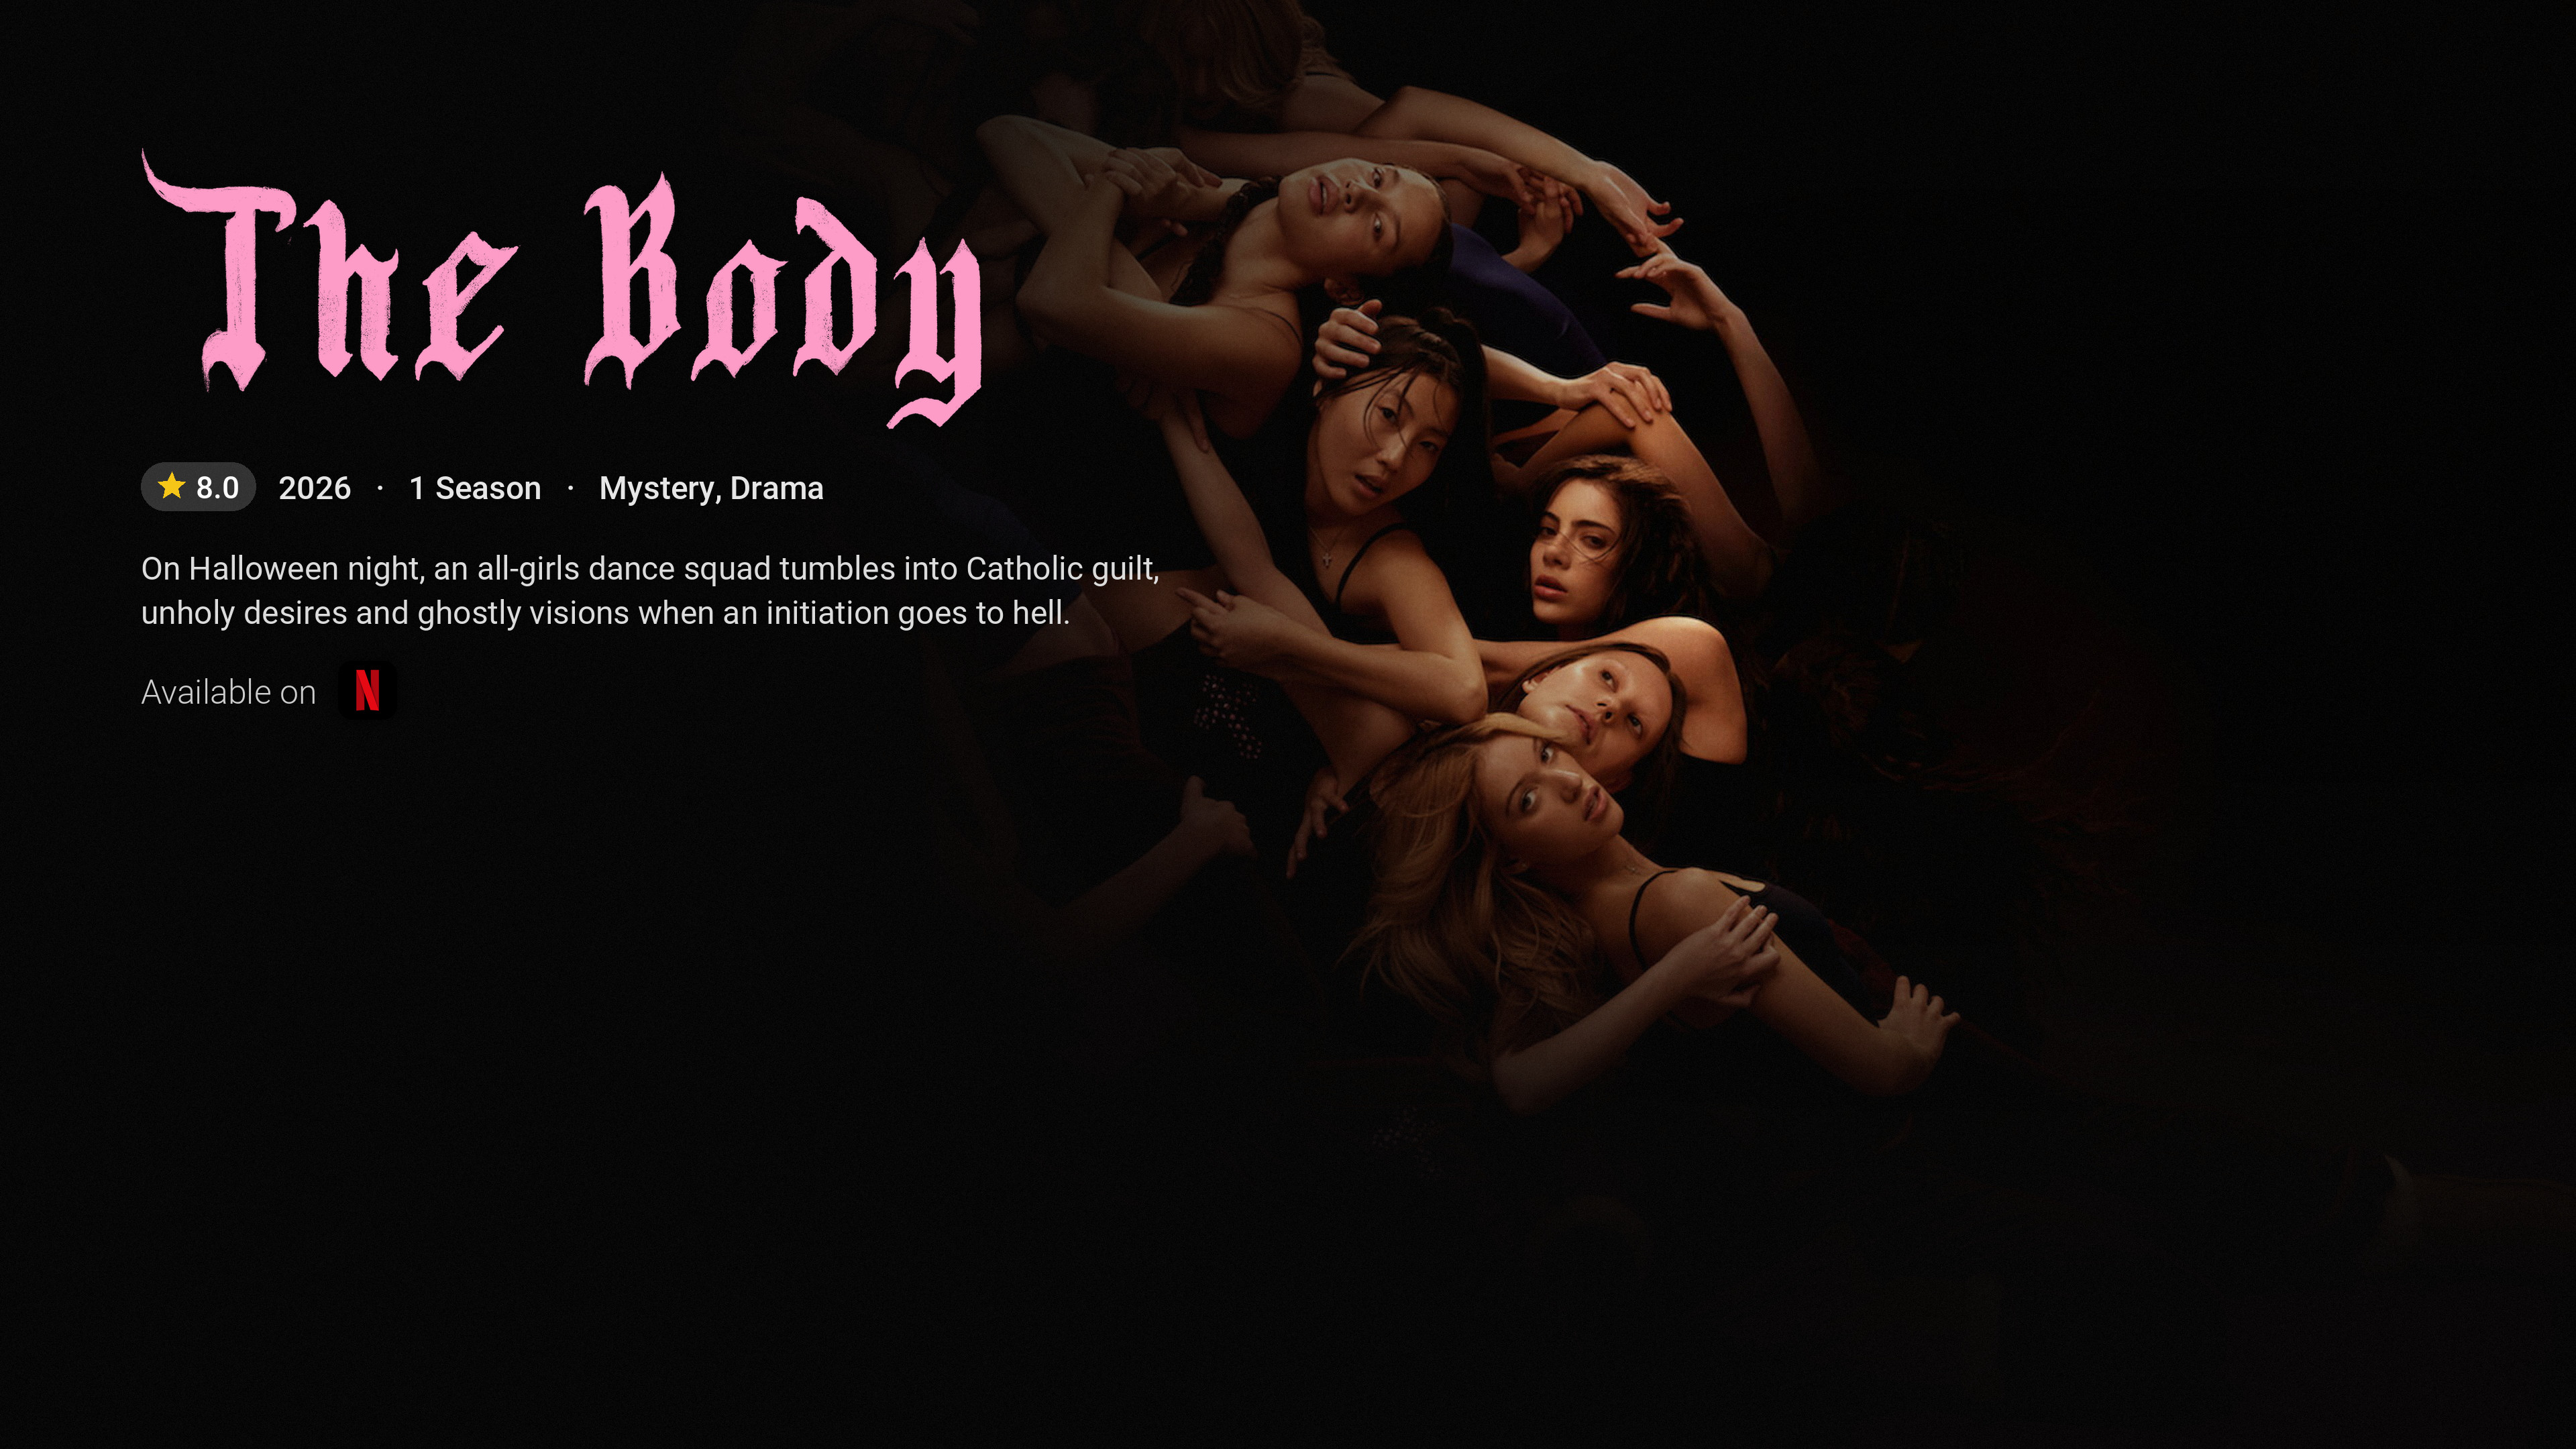 The Body
8.0 2026 · 1 Season · Mystery, Drama
On Halloween night, an all-girls dance squad tumbles into Catholic guilt,
unholy desires and ghostly visions when an initiation goes to hell.
Available on N